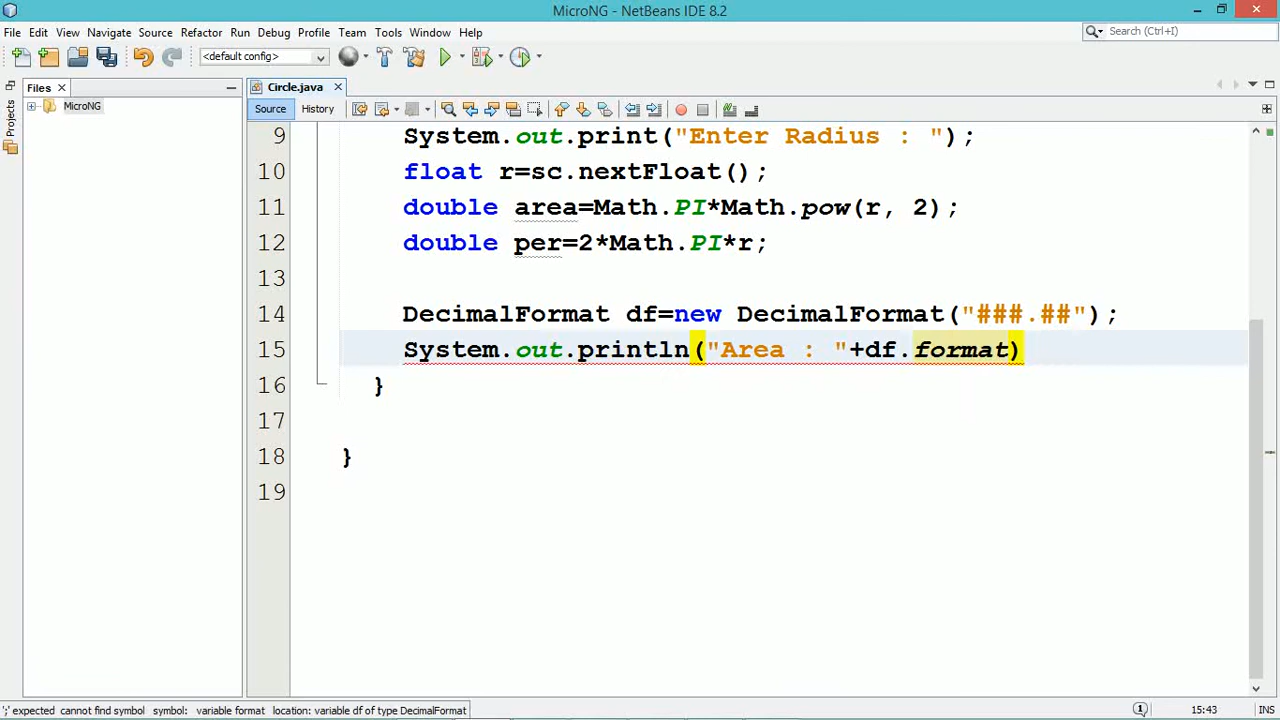 MicroNG - NetBeans IDE 8.2
File Edit View Navigate Source Refactor Run Debug Profile Team Tools Window Help
Search (Ctrl+I)
<default config>
Files
Circle.java
Projects
MicroNG
Source History
9 System.out.print("Enter Radius : ");
10 float r=sc.nextFloat();
11 double area=Math.PI*Math.pow(r, 2);
12 double per=2*Math.PI*r;
13
14 DecimalFormat df=new DecimalFormat("###.##");
15 System.out.println("Area : "+df.format)
16 }
17
18 }
19
';' expected cannot find symbol symbol: variable format location: variable df of type DecimalFormat
15:43 INS